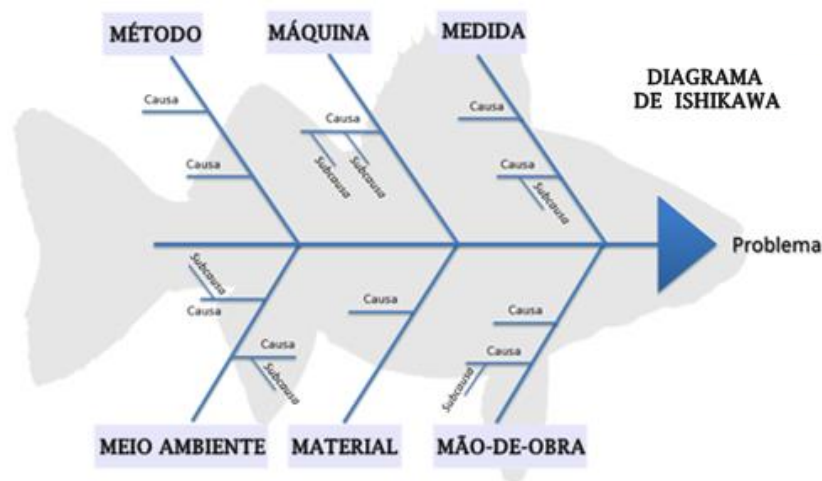 MÉTODO
MÁQUINA
MEDIDA
DIAGRAMA
DE ISHIKAWA
Causa
Causa
Causa
Subcausa
Subcausa
Causa
Causa
Subcausa
Problema
Subcausa
Causa
Causa
Subcausa
Causa
Causa
Causa
Subcausa
MEIO AMBIENTE
MATERIAL
MÃO-DE-OBRA